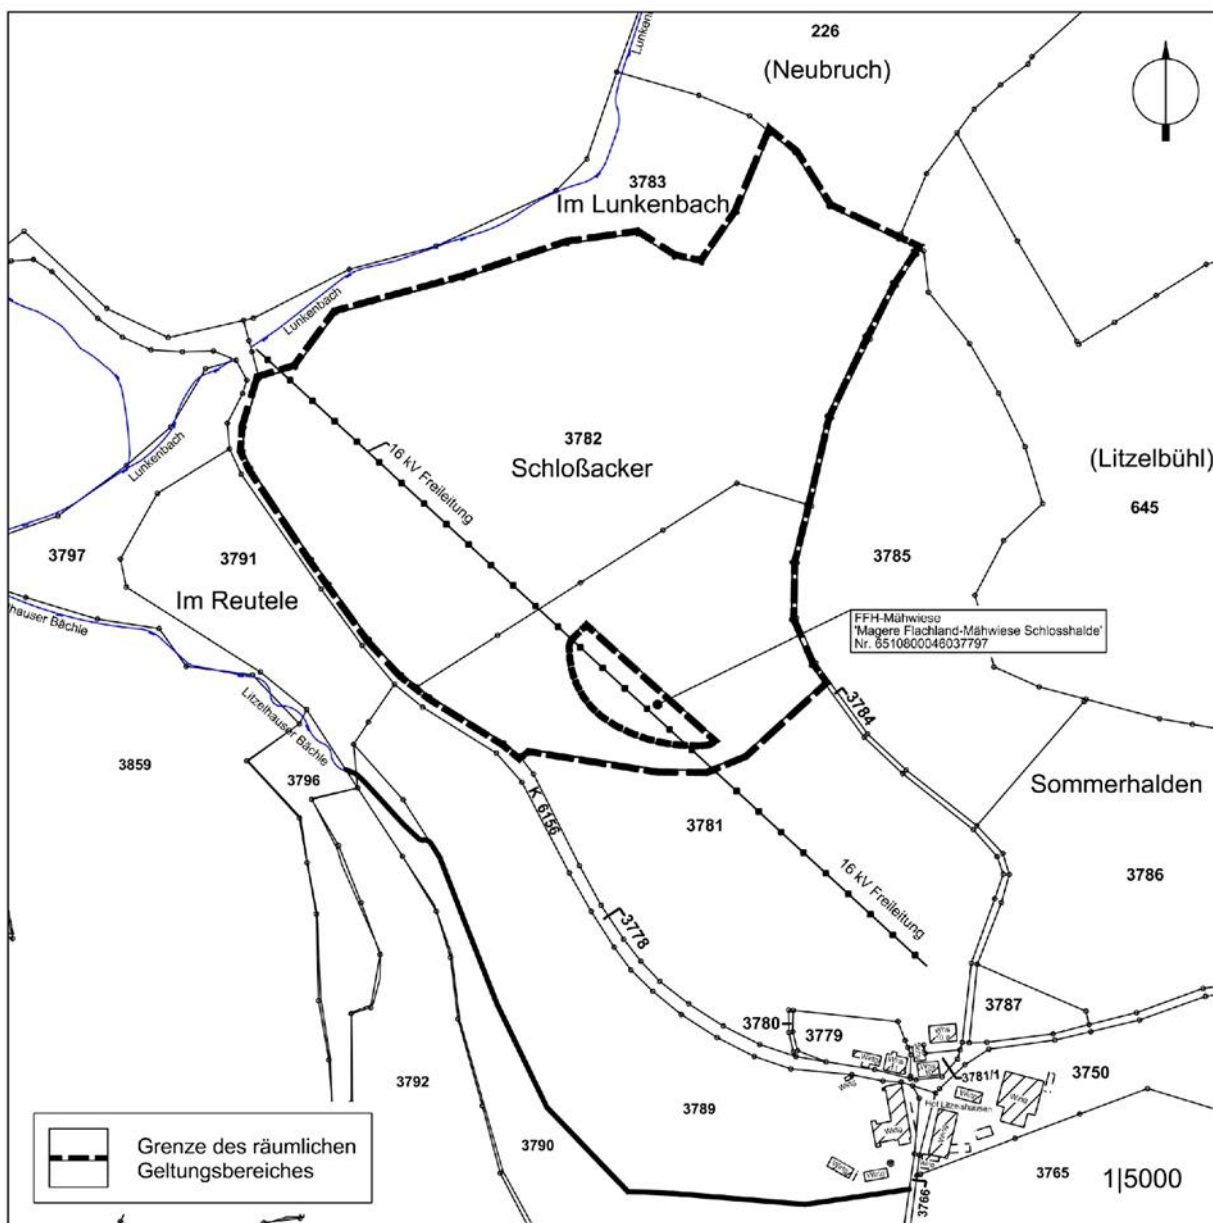 226
(Neubruch)
3783
Im Lunkenbach
Lunkenbach
3782
Schloßacker
16 kV Freileitung
(Litzelbühl)
645
Lunkenbach
3797
3791
Im Reutele
3785
FFH-Mähwiese
'Magere Flachland-Mähwiese Schlosshalde'
Nr. 6510800046037797
hauser Bächle
Litzelhauser Bächle
3784
3859
3796
K 6156
3781
Sommerhalden
3786
16 kV Freileitung
3778
3787
3780
3779
3781/1
3750
3792
3789
Hof Litzelshausen
3790
3765
3766
Grenze des räumlichen
Geltungsbereiches
1|5000